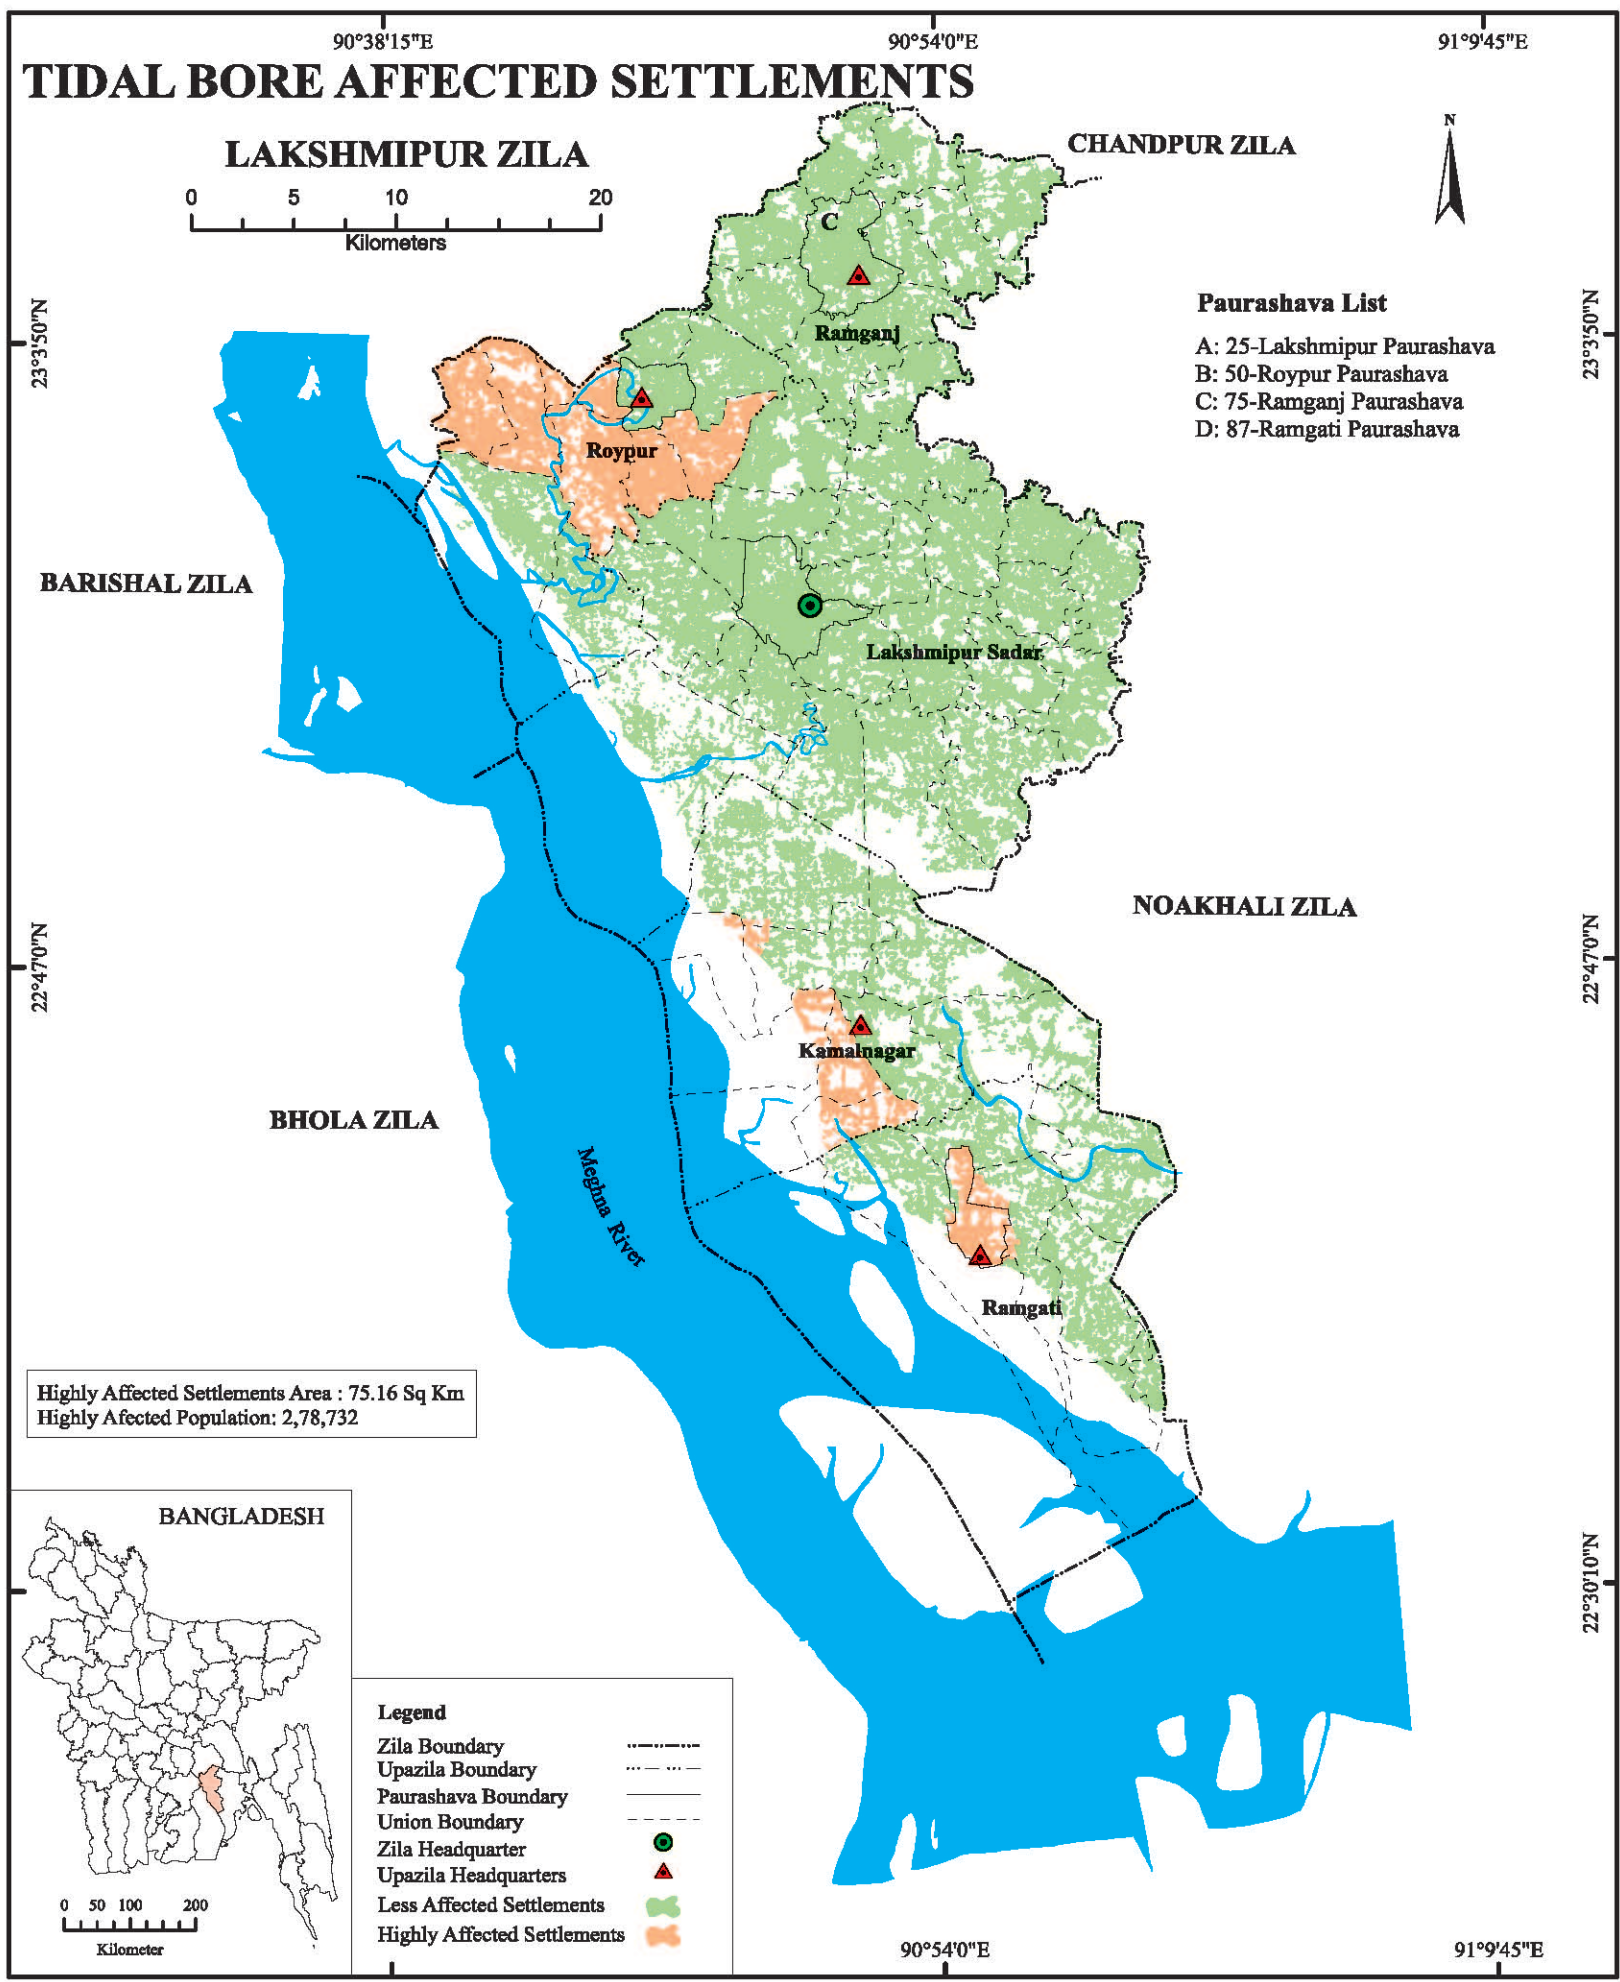 90°38'15"E
90°54'0"E
91°9'45"E
TIDAL BORE AFFECTED SETTLEMENTS
LAKSHMIPUR ZILA
0 5 10 20
Kilometers
CHANDPUR ZILA
N
C
Ramganj
23°3'50"N
23°3'50"N
Paurashava List
A: 25-Lakshmipur Paurashava
B: 50-Roypur Paurashava
C: 75-Ramganj Paurashava
D: 87-Ramgati Paurashava
Roypur
BARISHAL ZILA
Lakshmipur Sadar
NOAKHALI ZILA
22°47'0"N
22°47'0"N
Kamalnagar
BHOLA ZILA
Meghna River
Ramgati
Highly Affected Settlements Area : 75.16 Sq Km
Highly Afected Population: 2,78,732
22°30'10"N
BANGLADESH
0 50 100 200
Kilometer
Legend
Zila Boundary
Upazila Boundary
Paurashava Boundary
Union Boundary
Zila Headquarter
Upazila Headquarters
Less Affected Settlements
Highly Affected Settlements
90°54'0"E
91°9'45"E